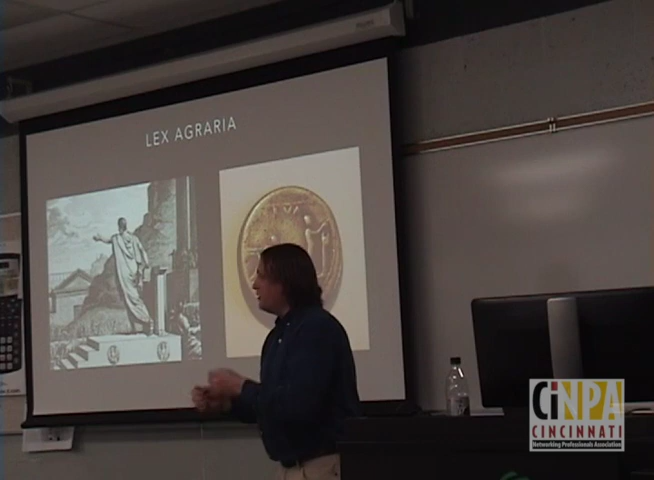 LEX AGRARIA
CiNPA
CINCINNATI
Networking Professionals Association